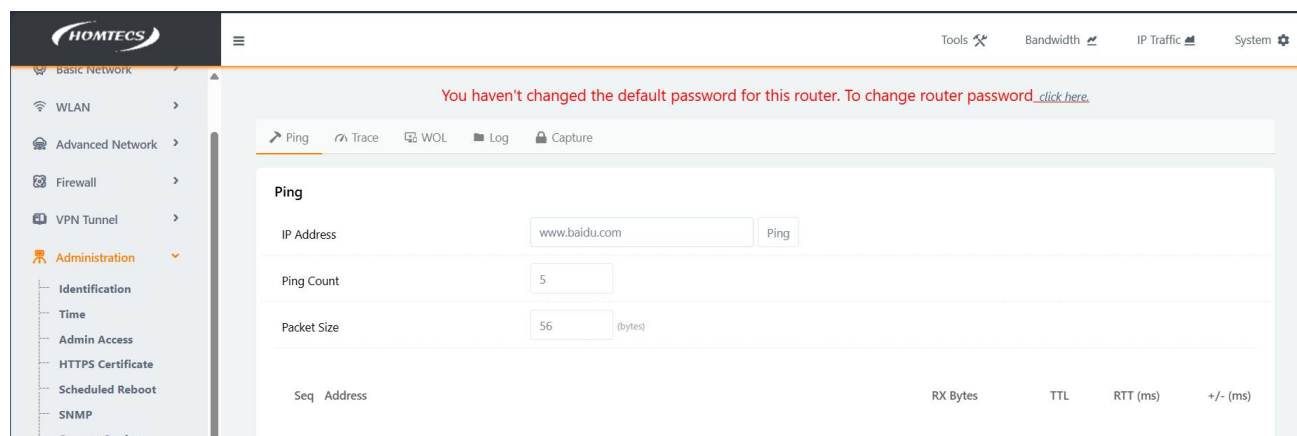 HOMTECS
Tools
Bandwidth
IP Traffic
System
Basic Network
WLAN
Advanced Network
Firewall
VPN Tunnel
Administration
Identification
Time
Admin Access
HTTPS Certificate
Scheduled Reboot
SNMP
You haven't changed the default password for this router. To change router password click here.
Ping Trace WOL Log Capture
Ping
IP Address www.baidu.com Ping
Ping Count 5
Packet Size 56 (bytes)
Seq Address RX Bytes TTL RTT (ms) +/- (ms)